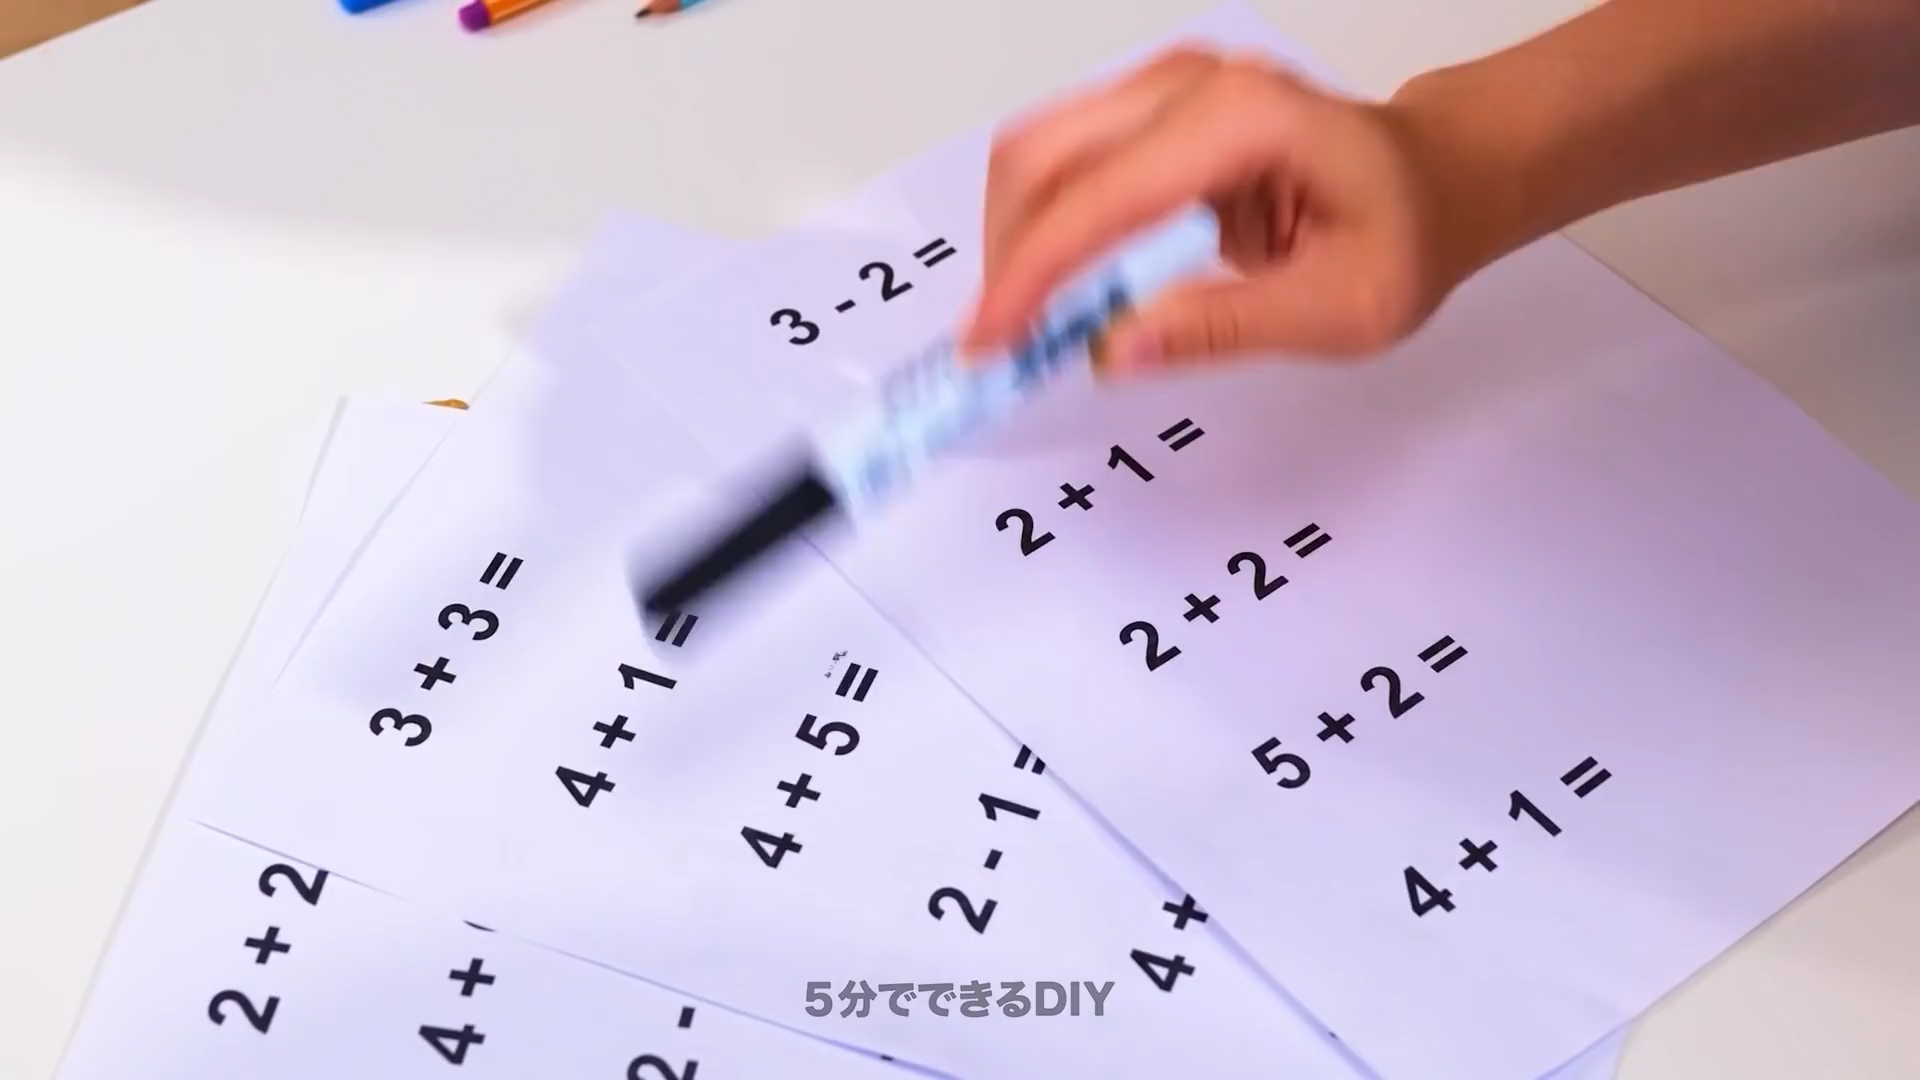 3 - 2 =
2 + 1 =
2 + 2 =
5 + 2 =
4 + 1 =
3 + 3 =
4 + 1 =
4 + 5 =
2 - 1 =
4 +
2 + 2
4 +
2 -
5分でできるDIY